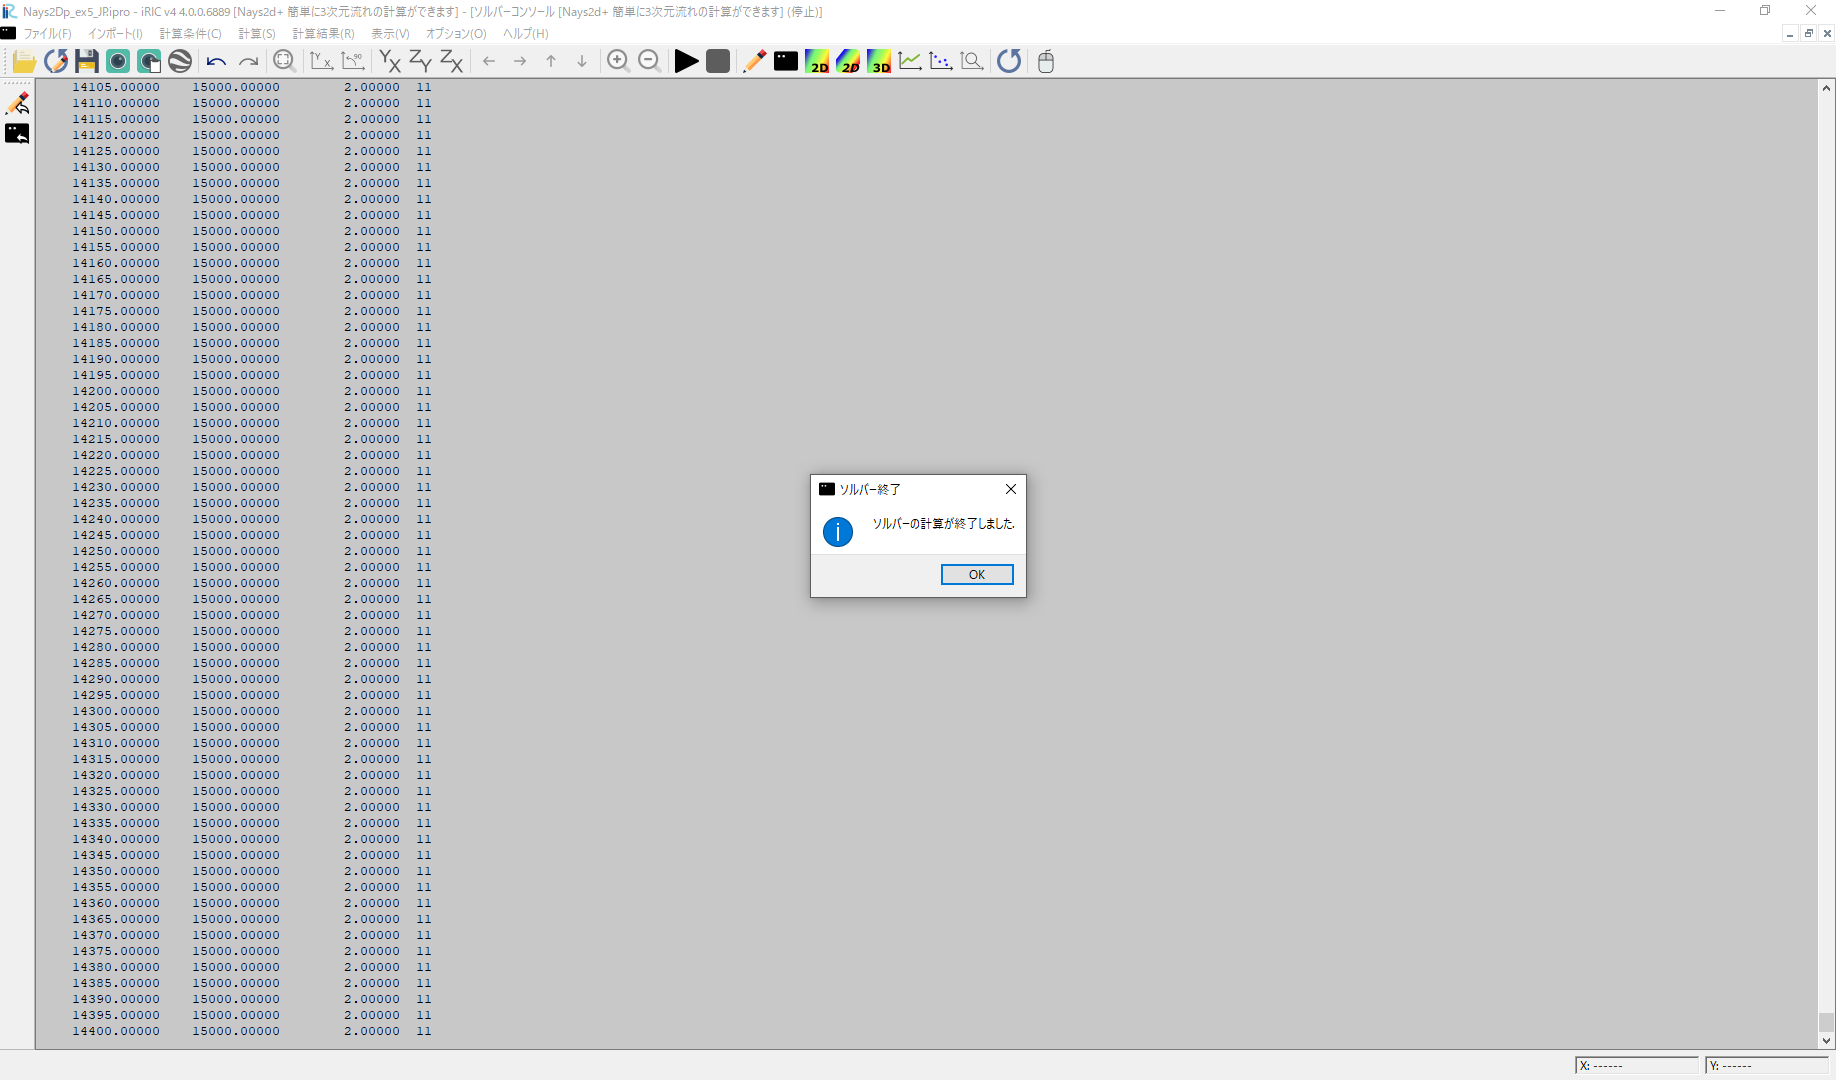 Nays2Dp_ex5_JP.ipro - iRIC v4 4.0.0.6889 [Nays2d+ 簡単に3次元流れの計算ができます] - [ソルバーコンソール [Nays2d+ 簡単に3次元流れの計算ができます] (停止)]
ファイル(F) インポート(I) 計算条件(C) 計算(S) 計算結果(R) 表示(V) オプション(O) ヘルプ(H)
14105.00000 15000.00000 2.00000 11
14110.00000 15000.00000 2.00000 11
14115.00000 15000.00000 2.00000 11
14120.00000 15000.00000 2.00000 11
14125.00000 15000.00000 2.00000 11
14130.00000 15000.00000 2.00000 11
14135.00000 15000.00000 2.00000 11
14140.00000 15000.00000 2.00000 11
14145.00000 15000.00000 2.00000 11
14150.00000 15000.00000 2.00000 11
14155.00000 15000.00000 2.00000 11
14160.00000 15000.00000 2.00000 11
14165.00000 15000.00000 2.00000 11
14170.00000 15000.00000 2.00000 11
14175.00000 15000.00000 2.00000 11
14180.00000 15000.00000 2.00000 11
14185.00000 15000.00000 2.00000 11
14190.00000 15000.00000 2.00000 11
14195.00000 15000.00000 2.00000 11
14200.00000 15000.00000 2.00000 11
14205.00000 15000.00000 2.00000 11
14210.00000 15000.00000 2.00000 11
14215.00000 15000.00000 2.00000 11
14220.00000 15000.00000 2.00000 11
14225.00000 15000.00000 2.00000 11
14230.00000 15000.00000 2.00000 11
14235.00000 15000.00000 2.00000 11
14240.00000 15000.00000 2.00000 11
14245.00000 15000.00000 2.00000 11
14250.00000 15000.00000 2.00000 11
14255.00000 15000.00000 2.00000 11
14260.00000 15000.00000 2.00000 11
14265.00000 15000.00000 2.00000 11
14270.00000 15000.00000 2.00000 11
14275.00000 15000.00000 2.00000 11
14280.00000 15000.00000 2.00000 11
14285.00000 15000.00000 2.00000 11
14290.00000 15000.00000 2.00000 11
14295.00000 15000.00000 2.00000 11
14300.00000 15000.00000 2.00000 11
14305.00000 15000.00000 2.00000 11
14310.00000 15000.00000 2.00000 11
14315.00000 15000.00000 2.00000 11
14320.00000 15000.00000 2.00000 11
14325.00000 15000.00000 2.00000 11
14330.00000 15000.00000 2.00000 11
14335.00000 15000.00000 2.00000 11
14340.00000 15000.00000 2.00000 11
14345.00000 15000.00000 2.00000 11
14350.00000 15000.00000 2.00000 11
14355.00000 15000.00000 2.00000 11
14360.00000 15000.00000 2.00000 11
14365.00000 15000.00000 2.00000 11
14370.00000 15000.00000 2.00000 11
14375.00000 15000.00000 2.00000 11
14380.00000 15000.00000 2.00000 11
14385.00000 15000.00000 2.00000 11
14390.00000 15000.00000 2.00000 11
14395.00000 15000.00000 2.00000 11
14400.00000 15000.00000 2.00000 11
ソルバー終了
ソルバーの計算が終了しました.
OK
X: ------ Y: ------